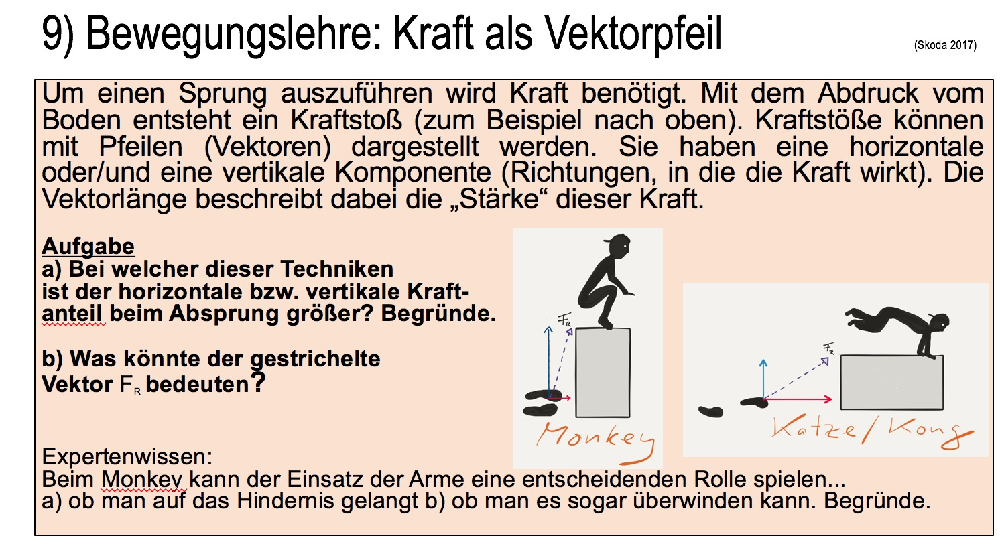 9) Bewegungslehre: Kraft als Vektorpfeil
(Skoda 2017)
Um einen Sprung auszuführen wird Kraft benötigt. Mit dem Abdruck vom
Boden entsteht ein Kraftstoß (zum Beispiel nach oben). Kraftstöße können
mit Pfeilen (Vektoren) dargestellt werden. Sie haben eine horizontale
oder/und eine vertikale Komponente (Richtungen, in die die Kraft wirkt). Die
Vektorlänge beschreibt dabei die „Stärke“ dieser Kraft.
Aufgabe
a) Bei welcher dieser Techniken
ist der horizontale bzw. vertikale Kraft-
anteil beim Absprung größer? Begründe.
b) Was könnte der gestrichelte
Vektor FR bedeuten?
FR
Monkey
FR
Katze/Kong
Expertenwissen:
Beim Monkey kann der Einsatz der Arme eine entscheidenden Rolle spielen...
a) ob man auf das Hindernis gelangt b) ob man es sogar überwinden kann. Begründe.